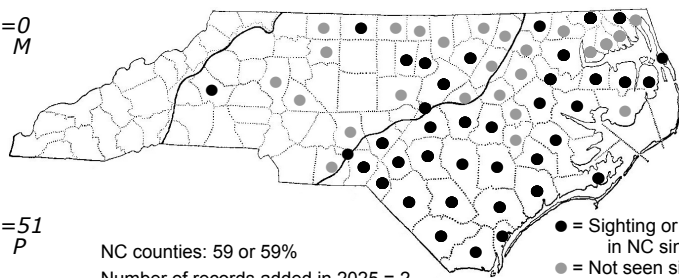 =0
M
=51
P
● = Sighting or
in NC sin
NC counties: 59 or 59%
● = Not seen si
Number of records added in 2025 = 2